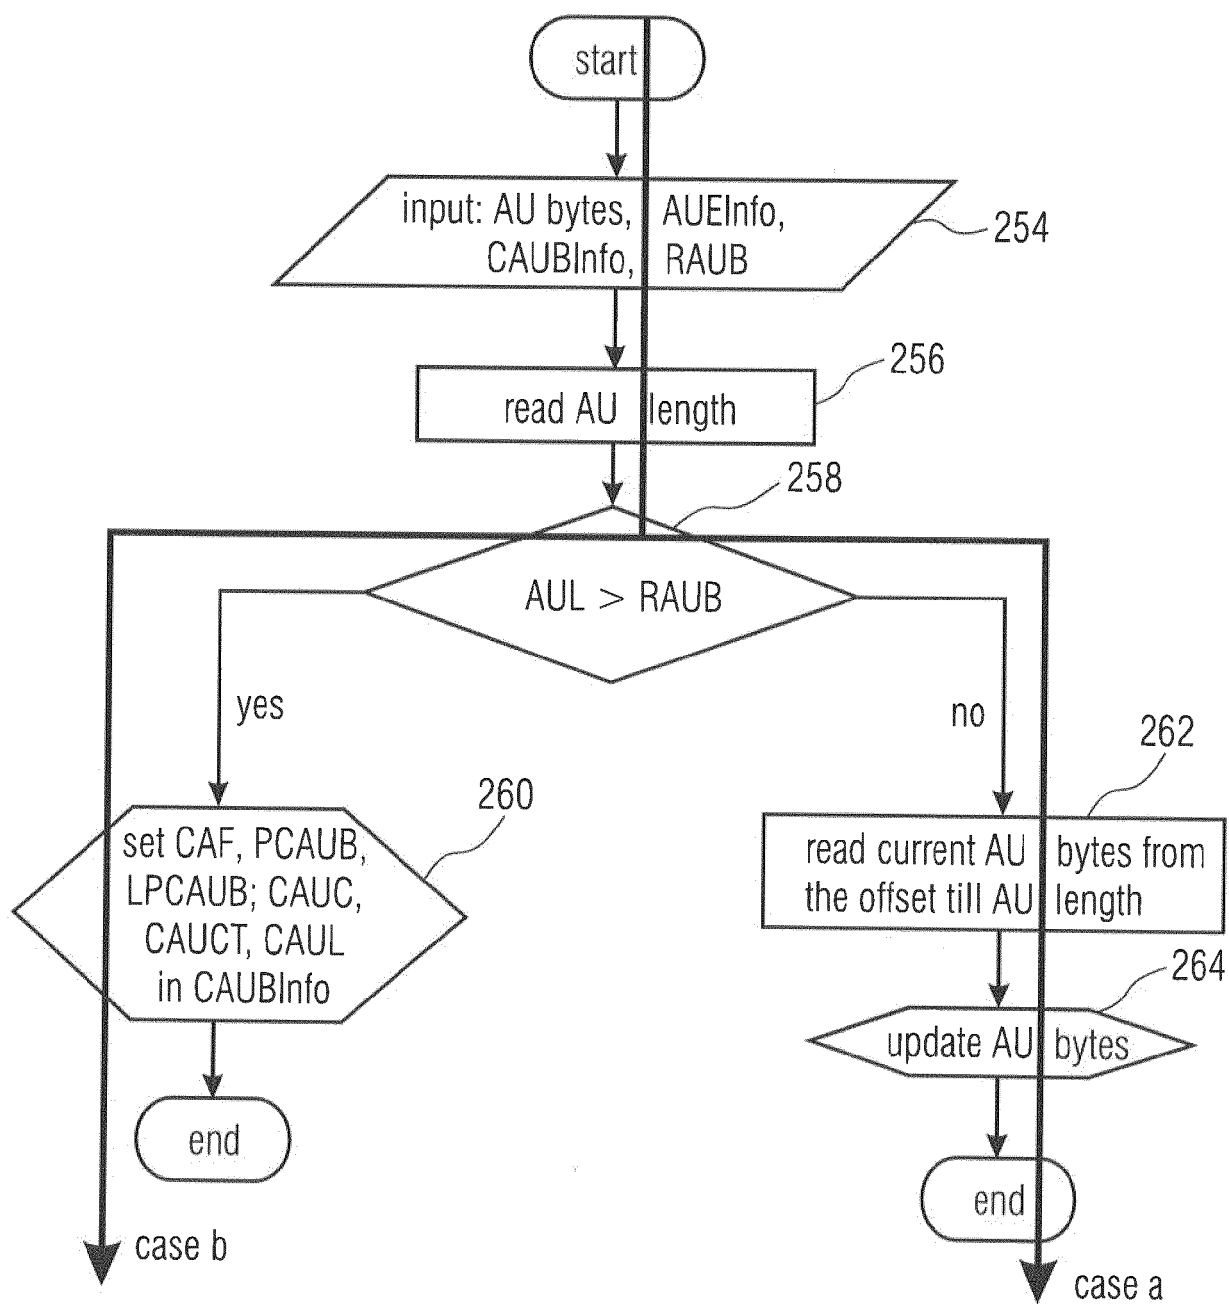 start
input: AU bytes, AUEInfo,
CAUBInfo, RAUB
254
256
read AU length
258
AUL > RAUB
yes
no
262
260
set CAF, PCAUB,
LPCAUB; CAUC,
CAUCT, CAUL
in CAUBInfo
read current AU bytes from
the offset till AU length
264
update AU bytes
end
end
case b
case a